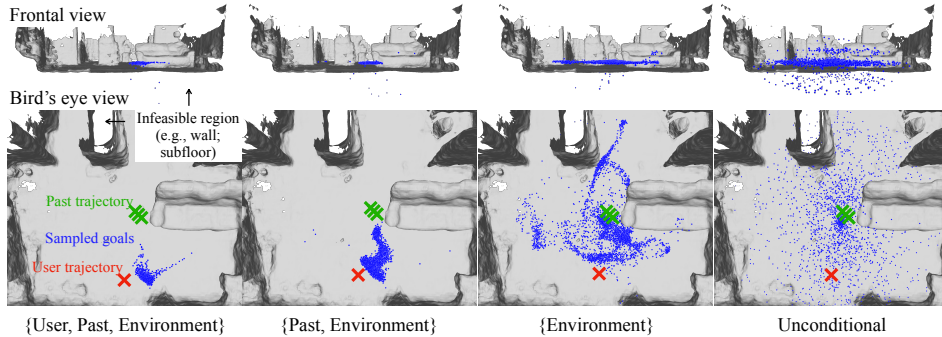 Frontal view
Bird's eye view
Infeasible region
(e.g., wall;
subfloor)
Past trajectory
Sampled goals
User trajectory
{User, Past, Environment}
{Past, Environment}
{Environment}
Unconditional